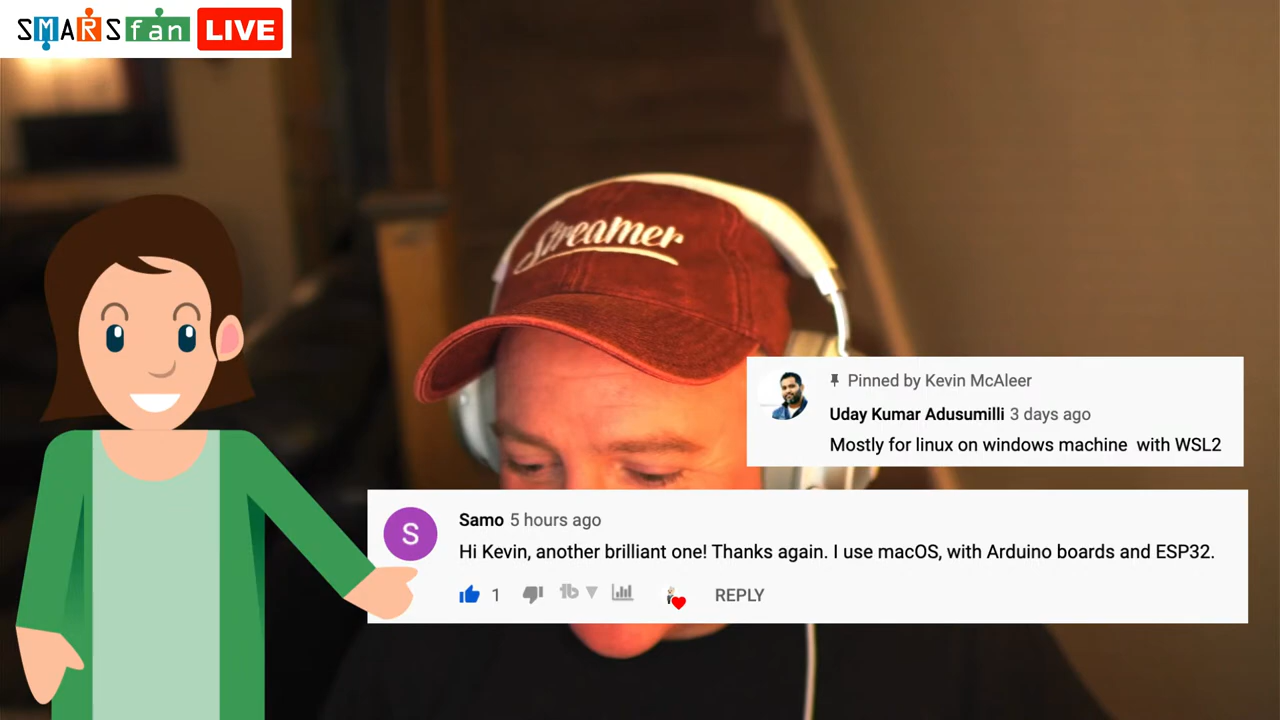 SMARSfan LIVE
Streamer
Pinned by Kevin McAleer
Uday Kumar Adusumilli 3 days ago
Mostly for linux on windows machine with WSL2
S
Samo 5 hours ago
Hi Kevin, another brilliant one! Thanks again. I use macOS, with Arduino boards and ESP32.
1 tb REPLY